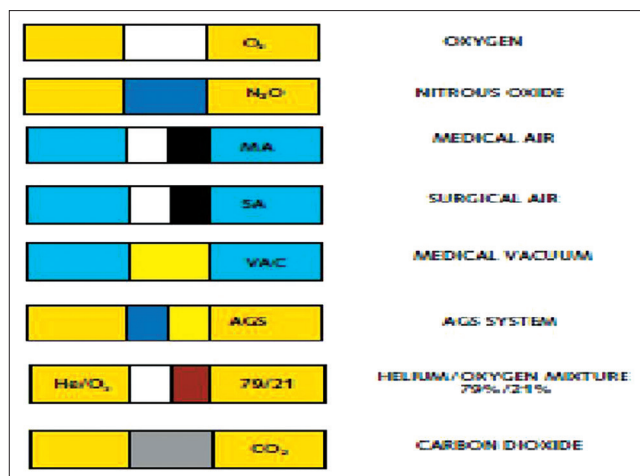 O₂ OXYGEN
N₂O NITROUS OXIDE
MA MEDICAL AIR
SA SURGICAL AIR
VAC MEDICAL VACUUM
AGS AGS SYSTEM
He/O₂ 79/21 HELIUM/OXYGEN MIXTURE
79%/21%
CO₂ CARBON DIOXIDE